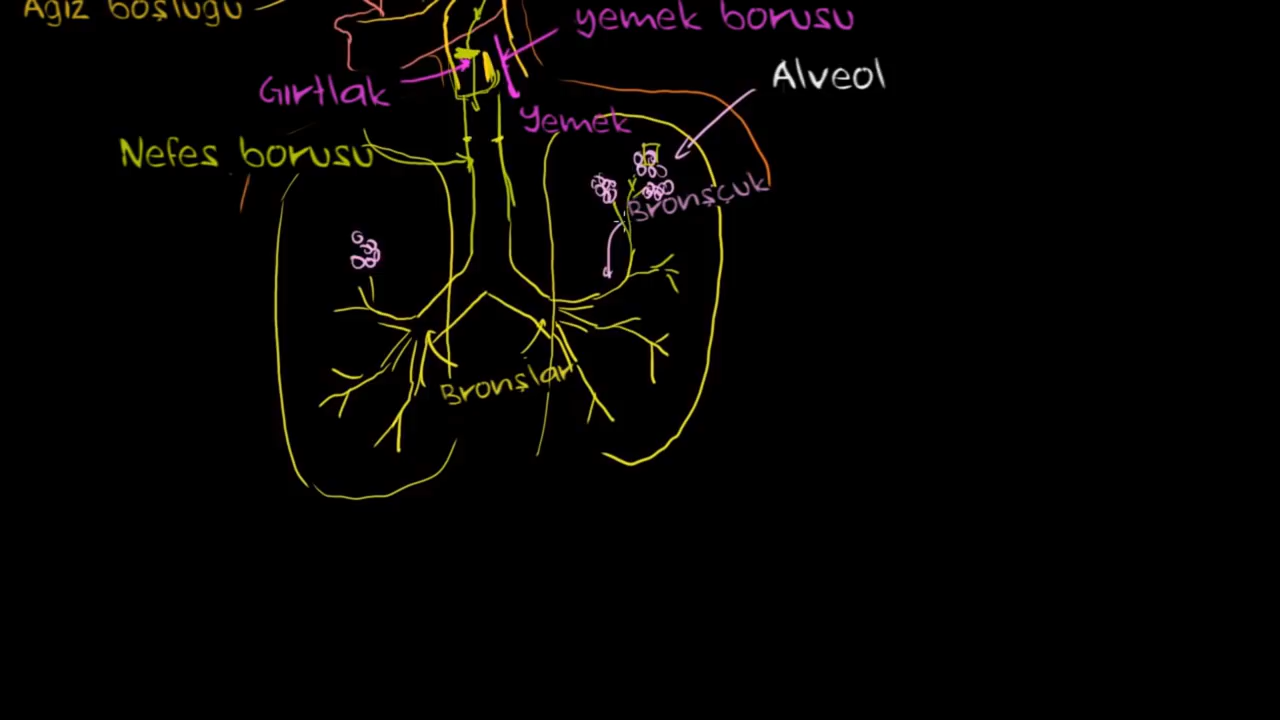 Ağız boşluğu
yemek borusu
Gırtlak
Alveol
Yemek
Nefes borusu
Bronşçuk
Bronşlar